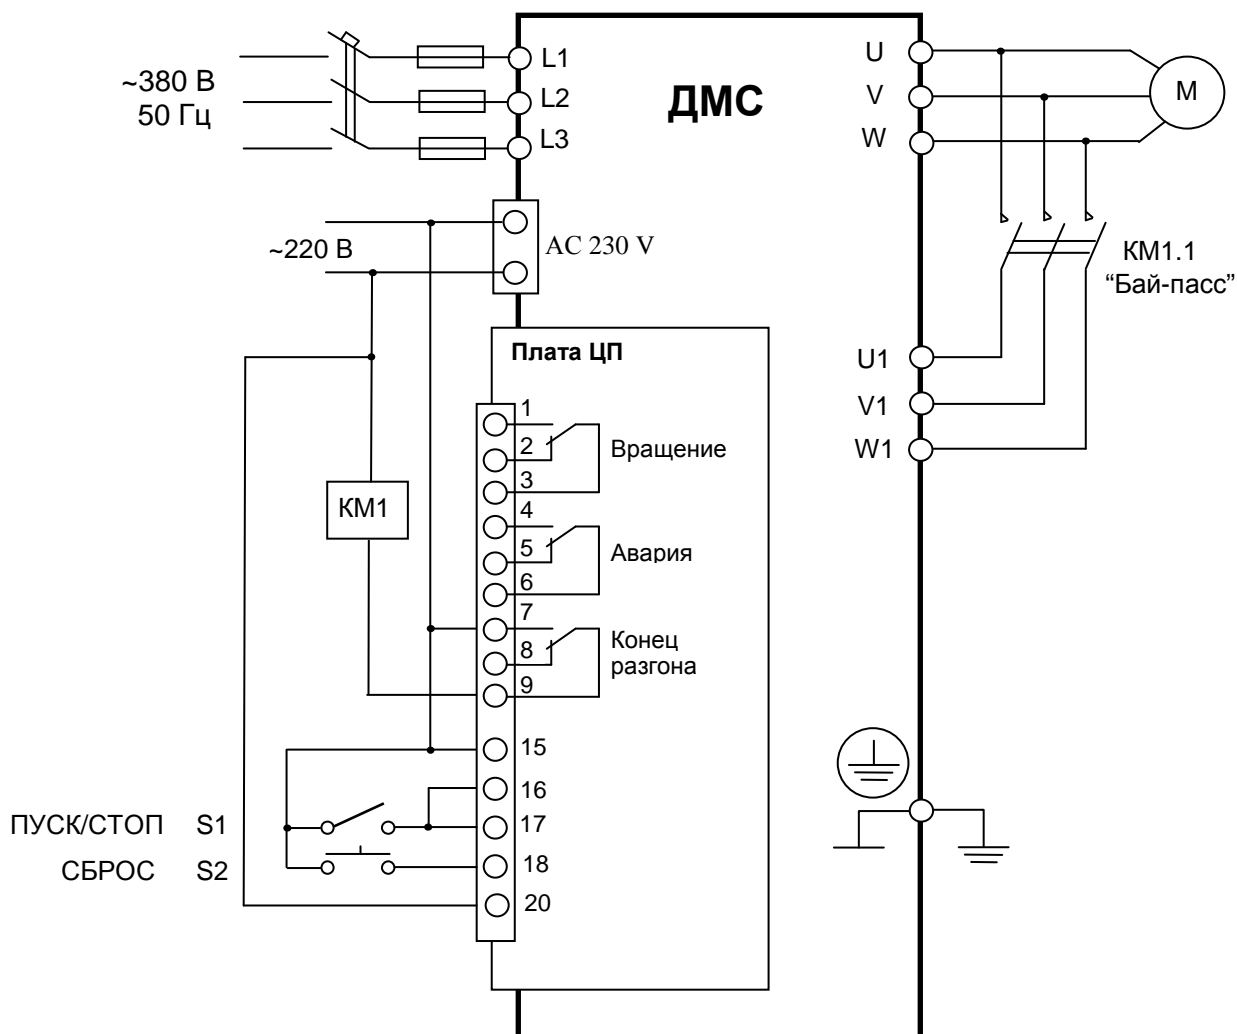 ~380 В
50 Гц
L1
L2
L3
ДМС
U
V
W
М
~220 В
AC 230 V
КМ1.1
“Бай-пасс”
Плата ЦП
U1
V1
W1
1
2
3
Вращение
4
5
6
Авария
7
8
9
Конец
разгона
КМ1
15
16
17
18
20
ПУСК/СТОП S1
СБРОС S2